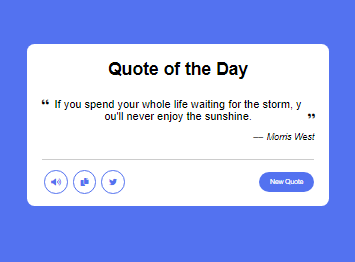 Quote of the Day
❝ If you spend your whole life waiting for the storm, y
ou'll never enjoy the sunshine. ❞
— Morris West
New Quote